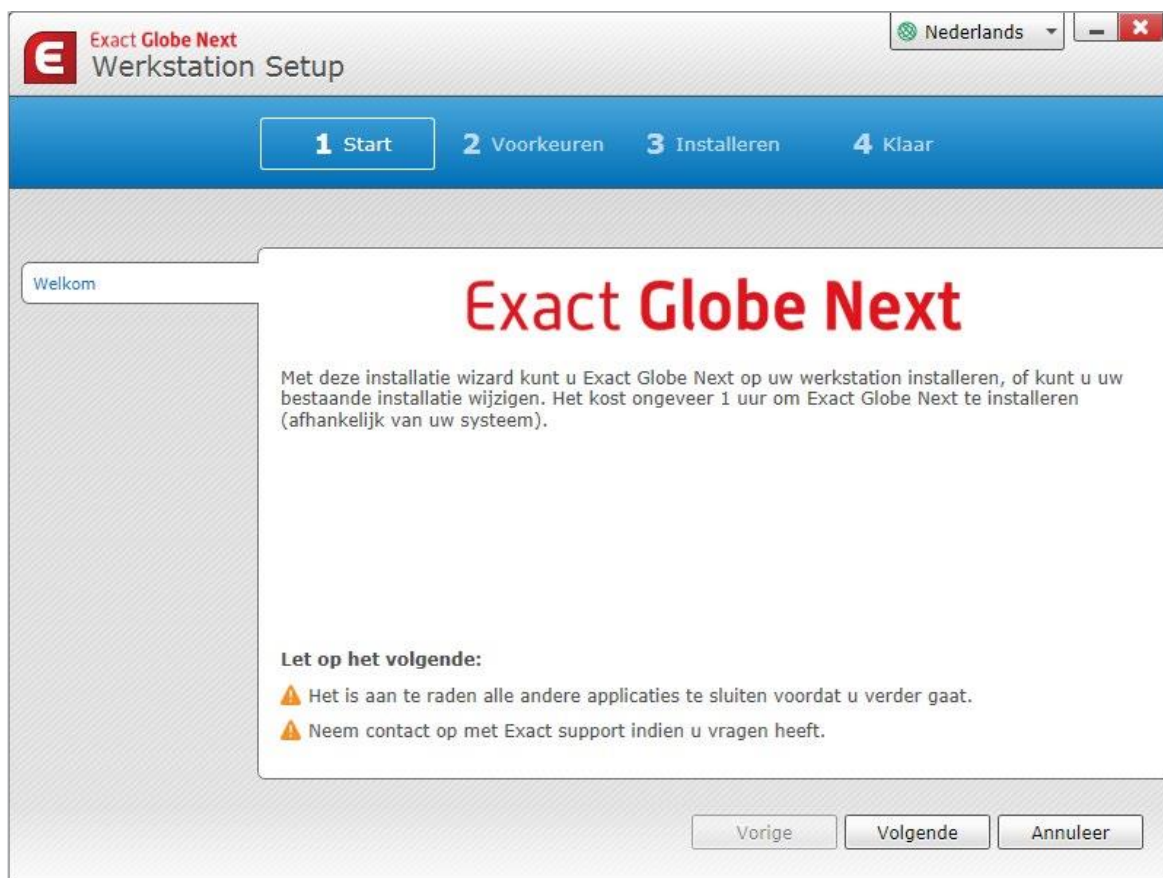 Exact Globe Next
Werkstation Setup
Nederlands
1 Start
2 Voorkeuren
3 Installeren
4 Klaar
Welkom
Exact Globe Next
Met deze installatie wizard kunt u Exact Globe Next op uw werkstation installeren, of kunt u uw
bestaande installatie wijzigen. Het kost ongeveer 1 uur om Exact Globe Next te installeren
(afhankelijk van uw systeem).
Let op het volgende:
Het is aan te raden alle andere applicaties te sluiten voordat u verder gaat.
Neem contact op met Exact support indien u vragen heeft.
Vorige
Volgende
Annuleer